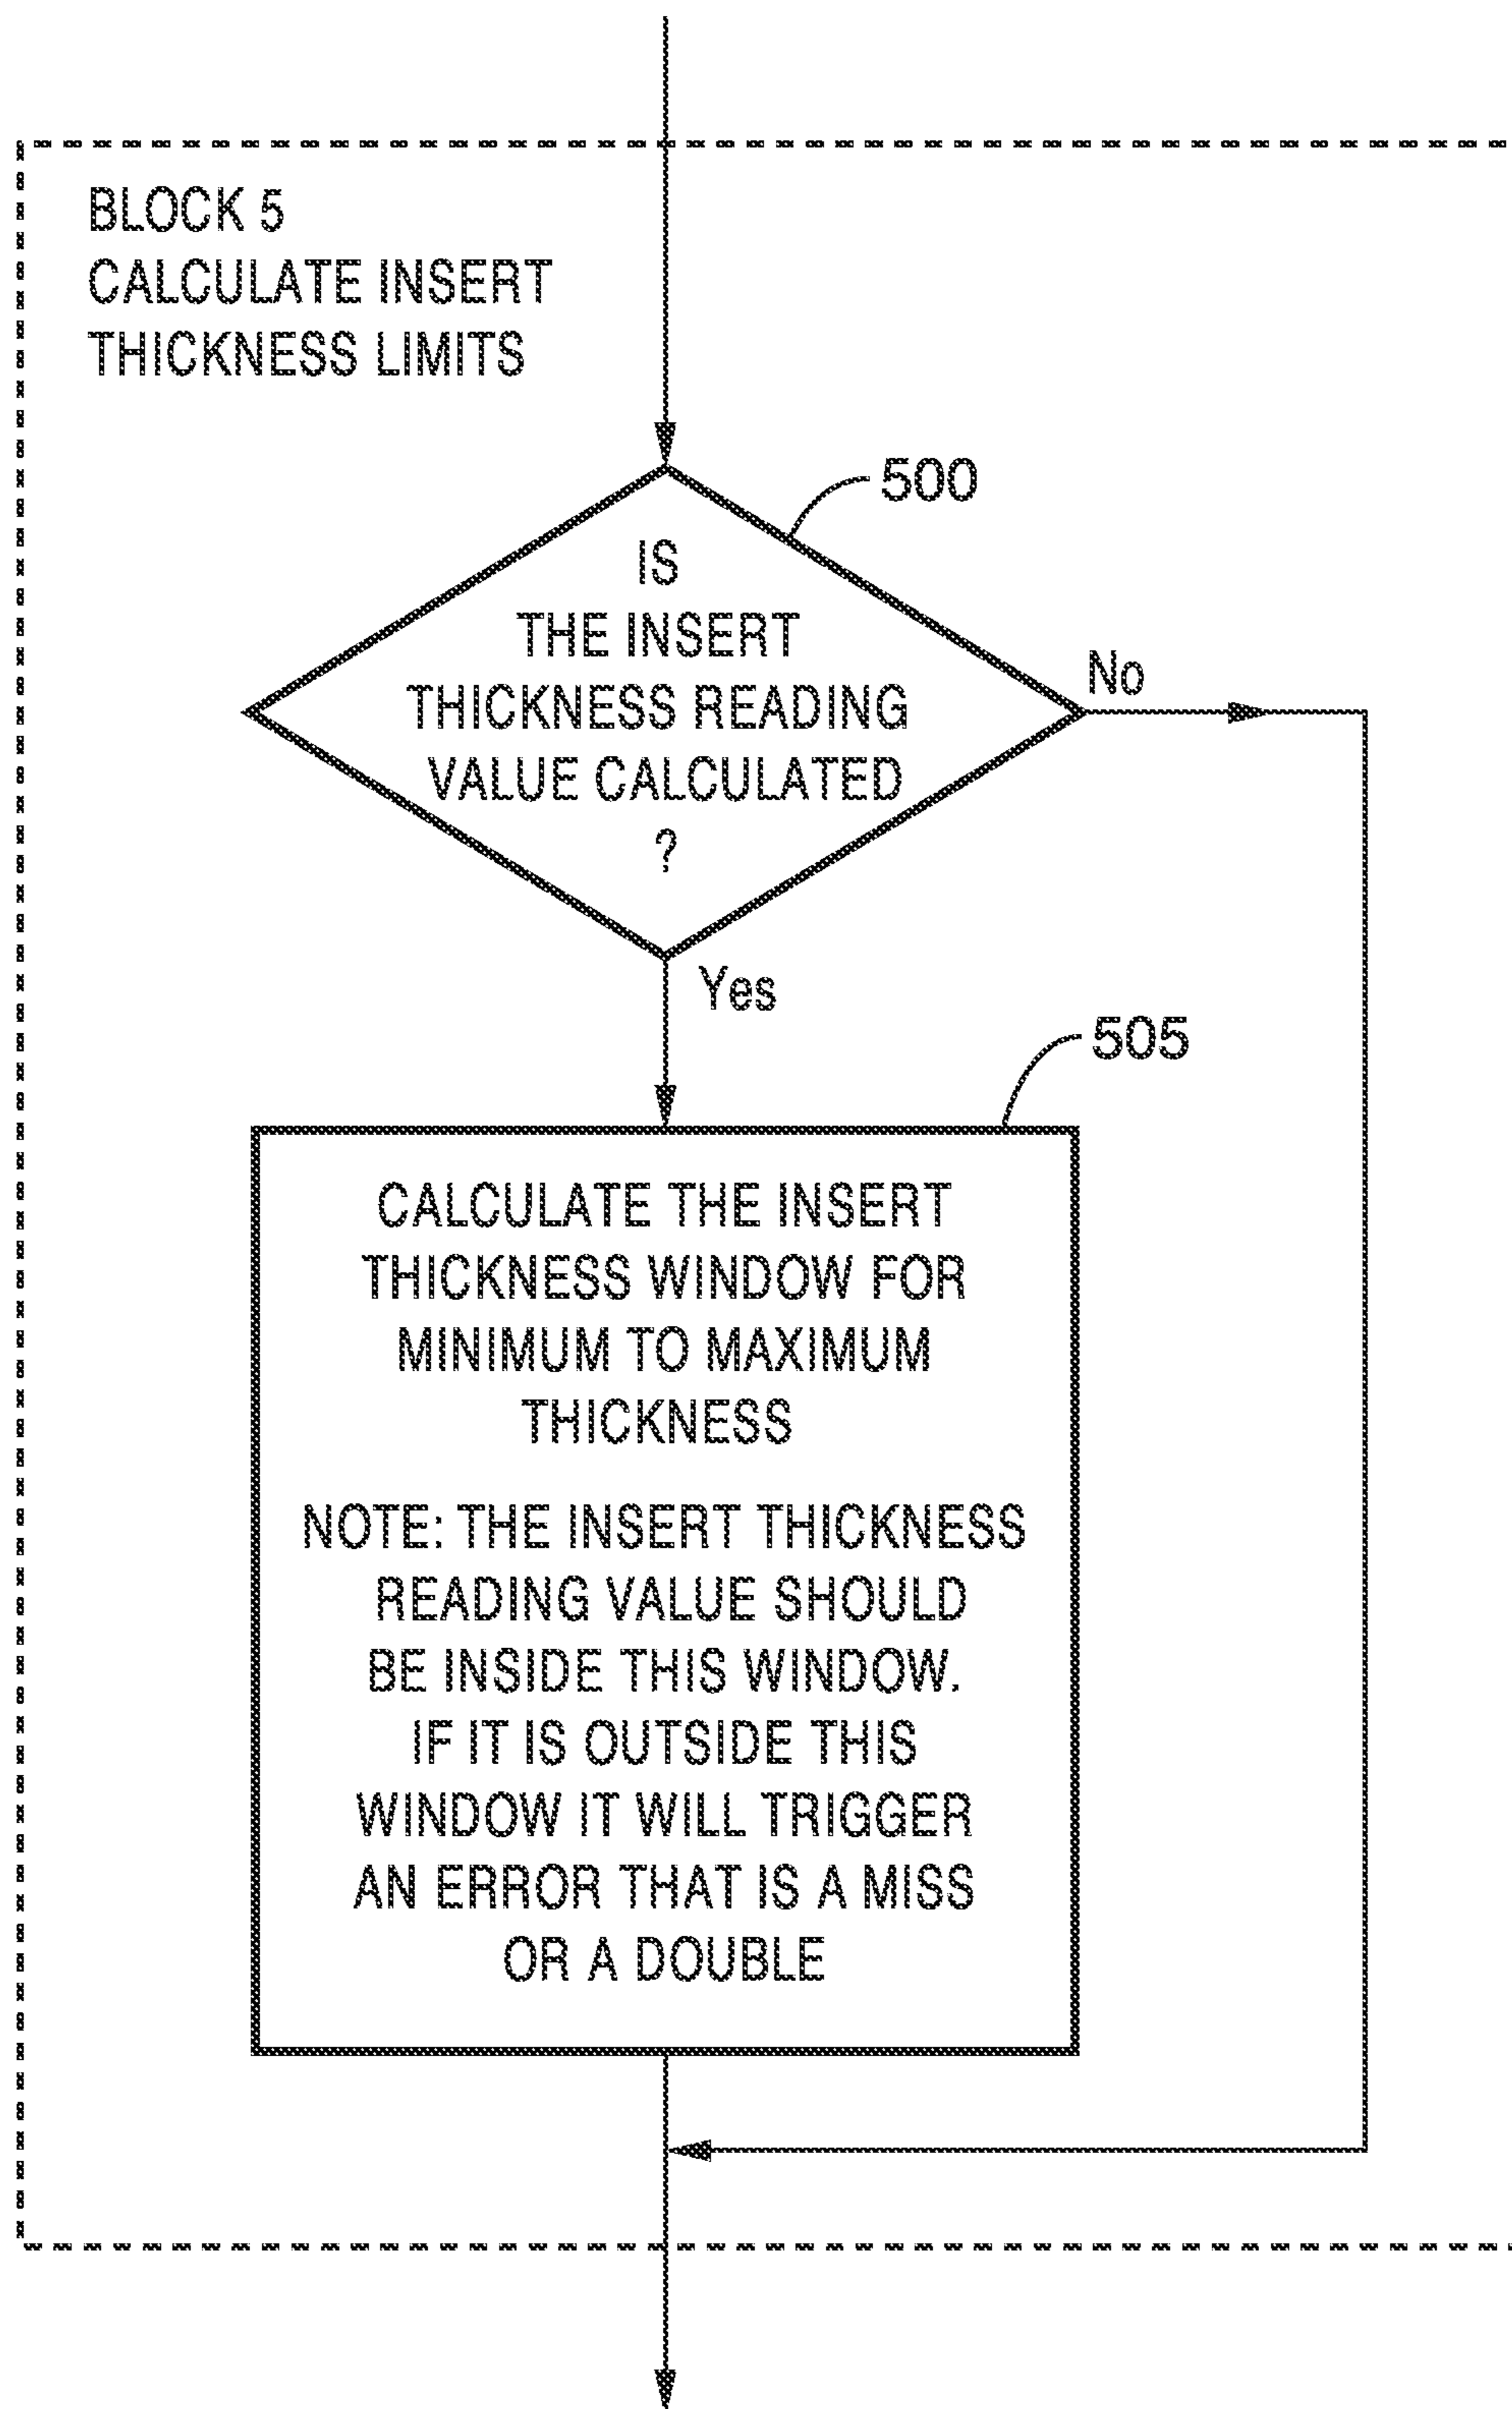 BLOCK 5
CALCULATE INSERT
THICKNESS LIMITS
500
IS
THE INSERT
THICKNESS READING
VALUE CALCULATED
?
No
Yes
505
CALCULATE THE INSERT
THICKNESS WINDOW FOR
MINIMUM TO MAXIMUM
THICKNESS
NOTE: THE INSERT THICKNESS
READING VALUE SHOULD
BE INSIDE THIS WINDOW.
IF IT IS OUTSIDE THIS
WINDOW IT WILL TRIGGER
AN ERROR THAT IS A MISS
OR A DOUBLE